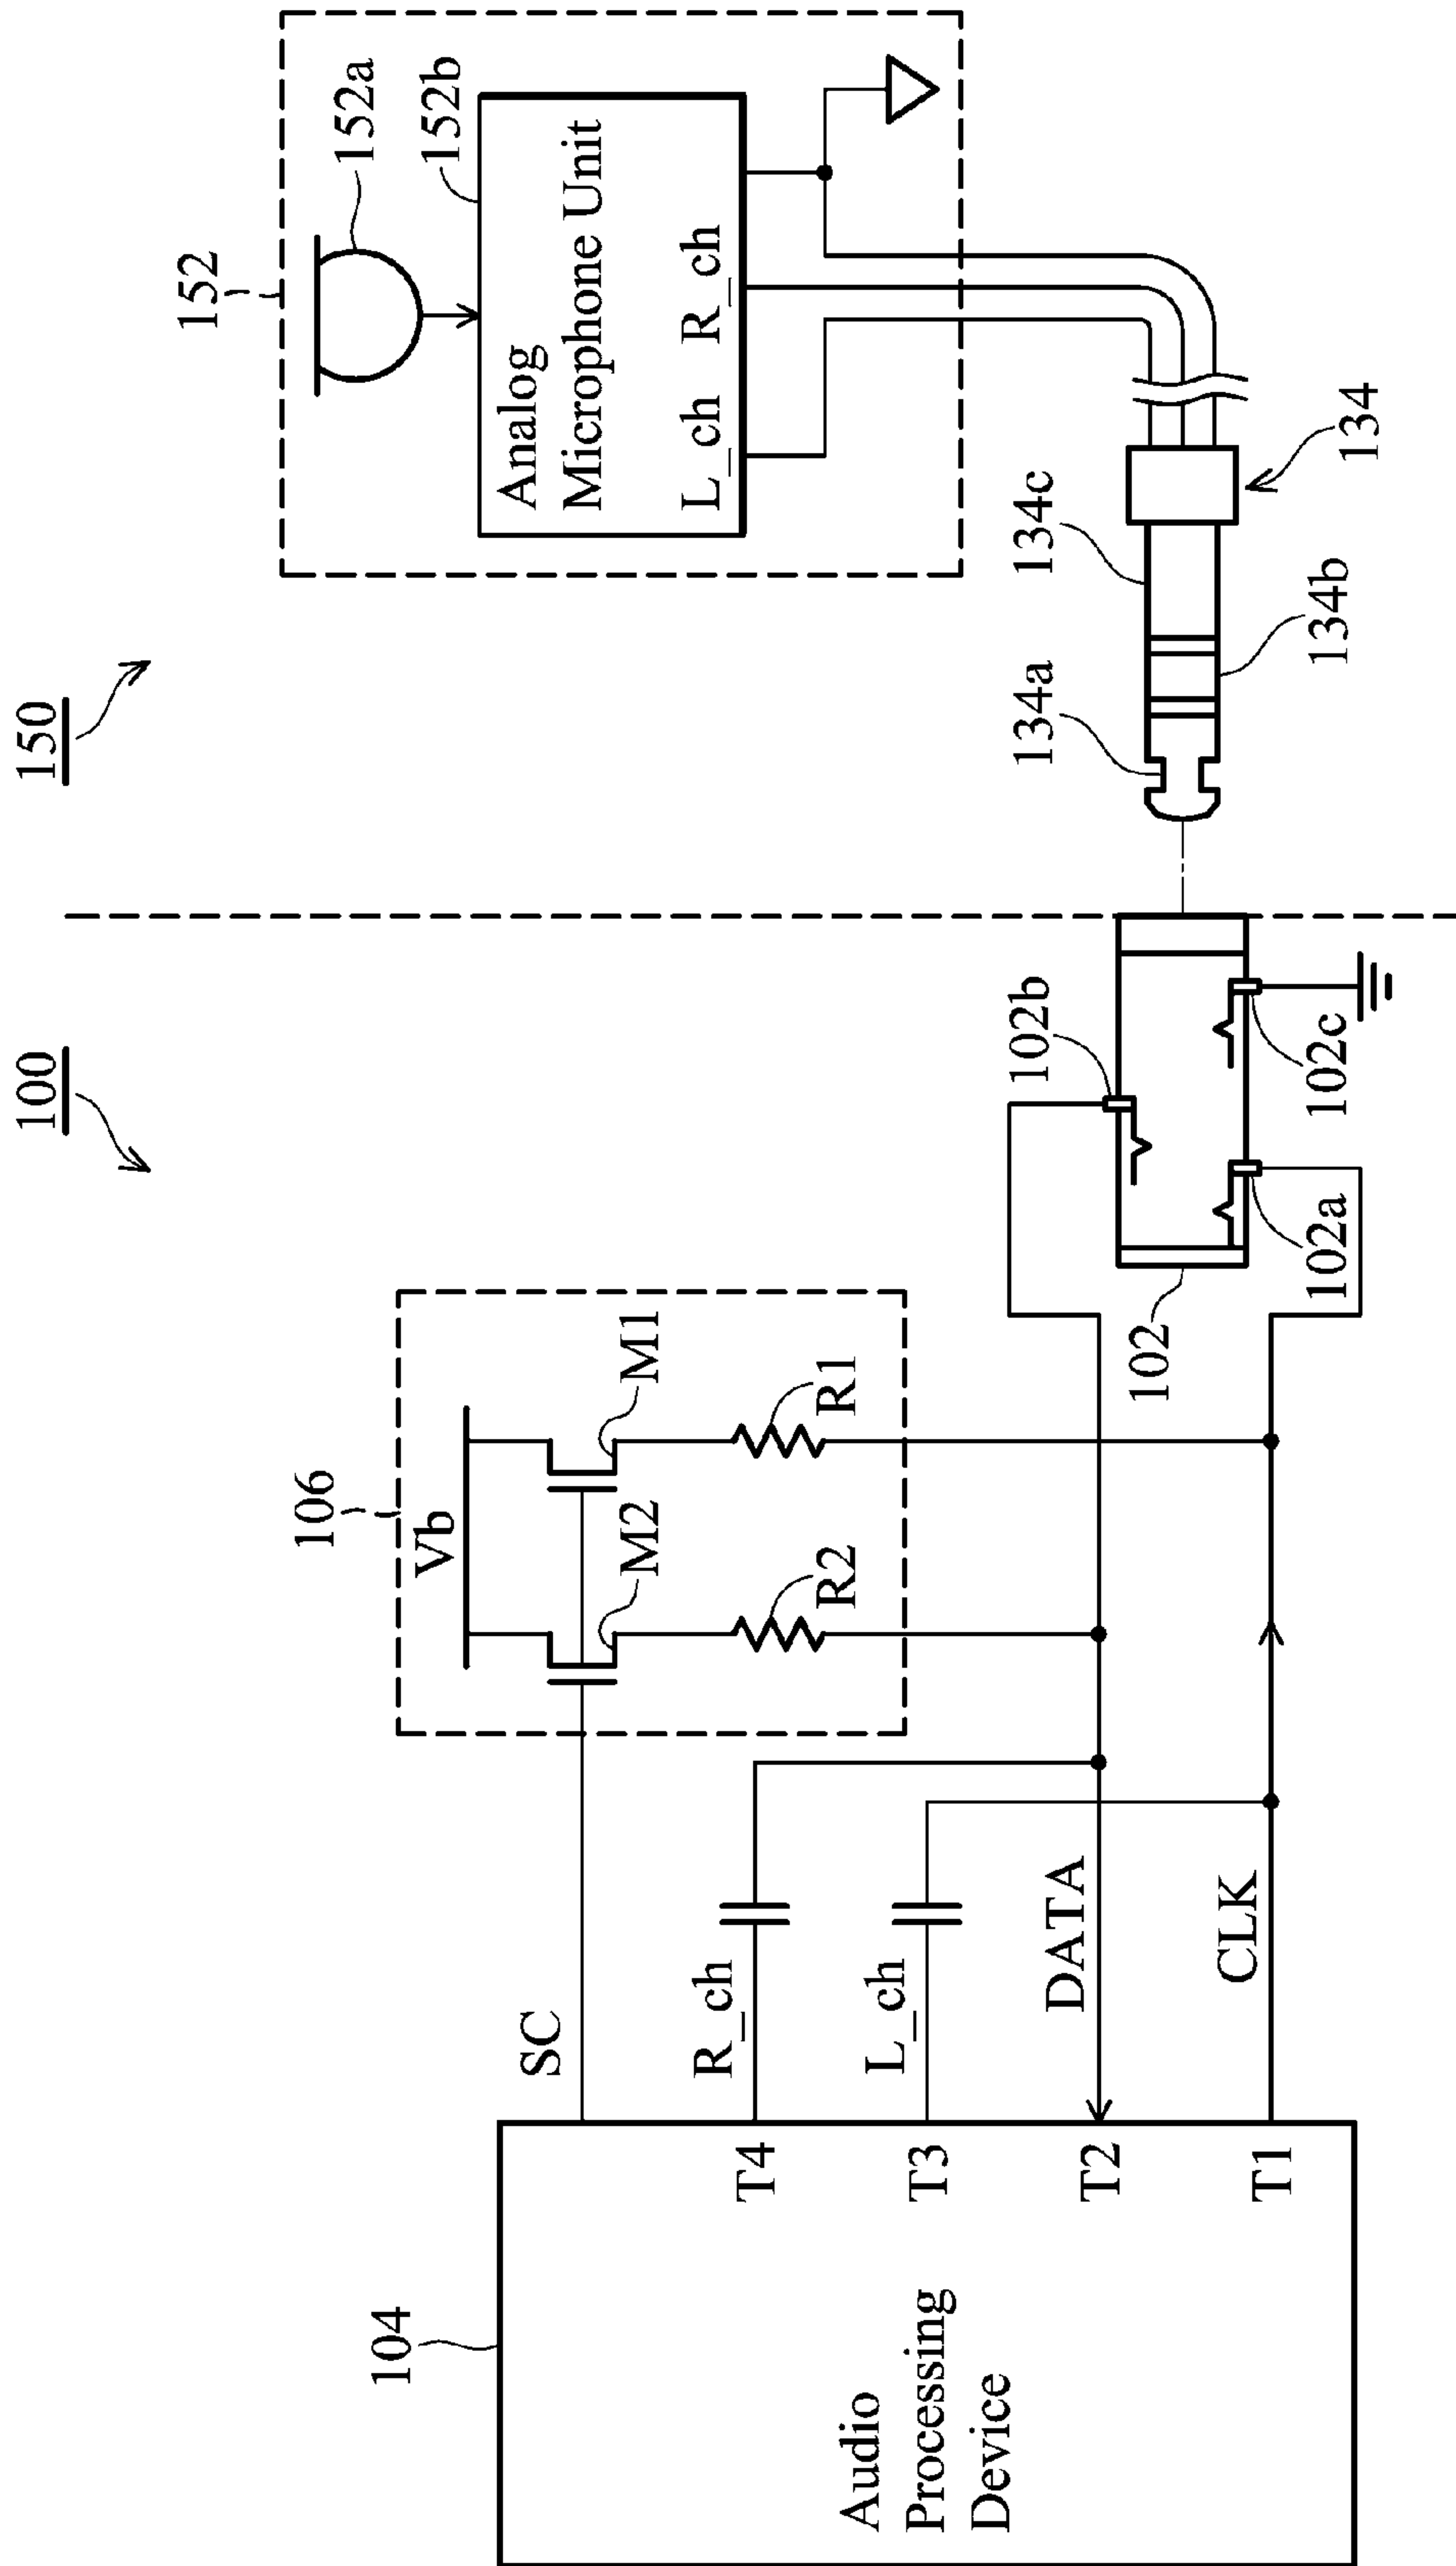 100
150
104
Audio
Processing
Device
T4
T3
T2
T1
SC
R_ch
L_ch
DATA
CLK
106
Vb
M2
M1
R2
R1
102
102a
102b
102c
134a
134b
134c
134
152
152a
152b
Analog
Microphone Unit
L_ch R_ch